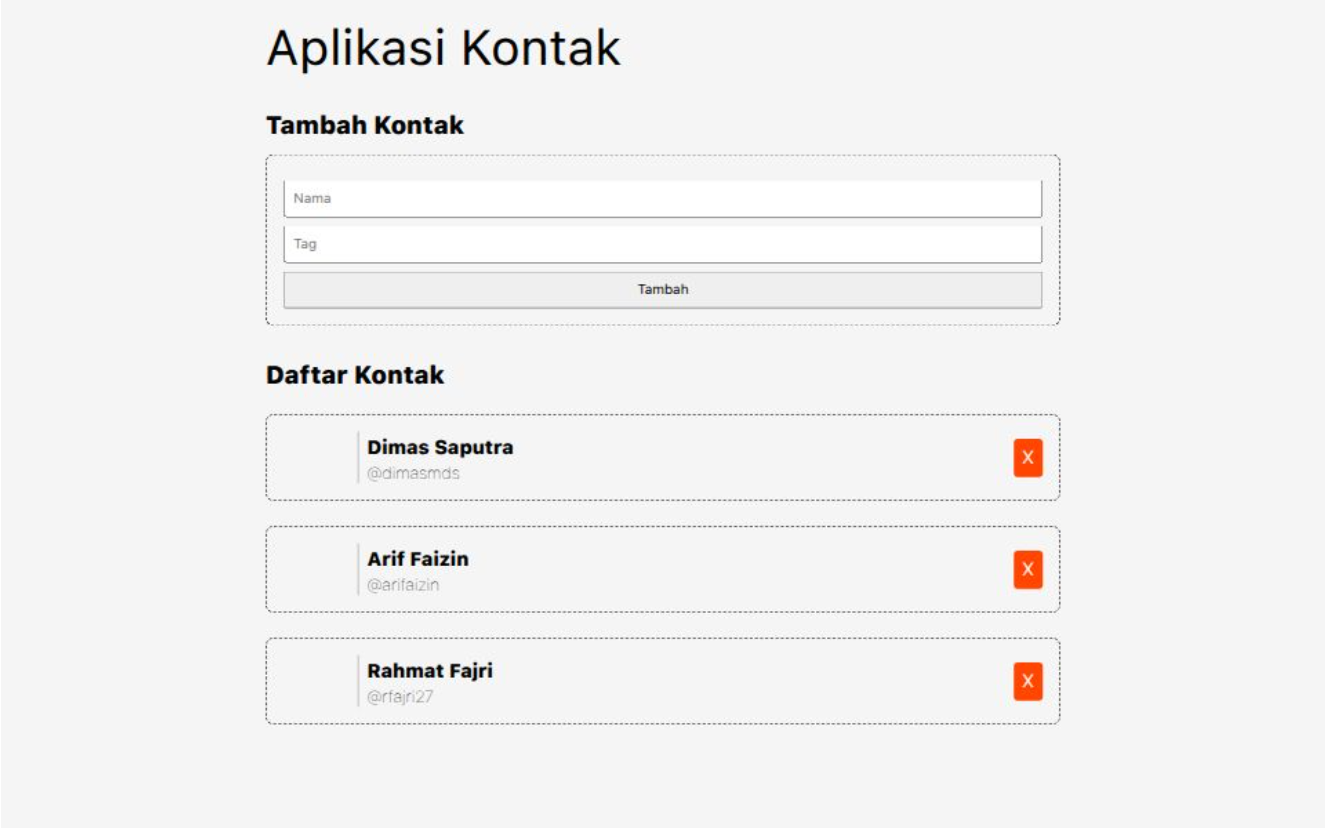 Aplikasi Kontak
Tambah Kontak
Nama
Tag
Tambah
Daftar Kontak
Dimas Saputra
@dimasmds
X
Arif Faizin
@arifaizin
X
Rahmat Fajri
@rfajri27
X